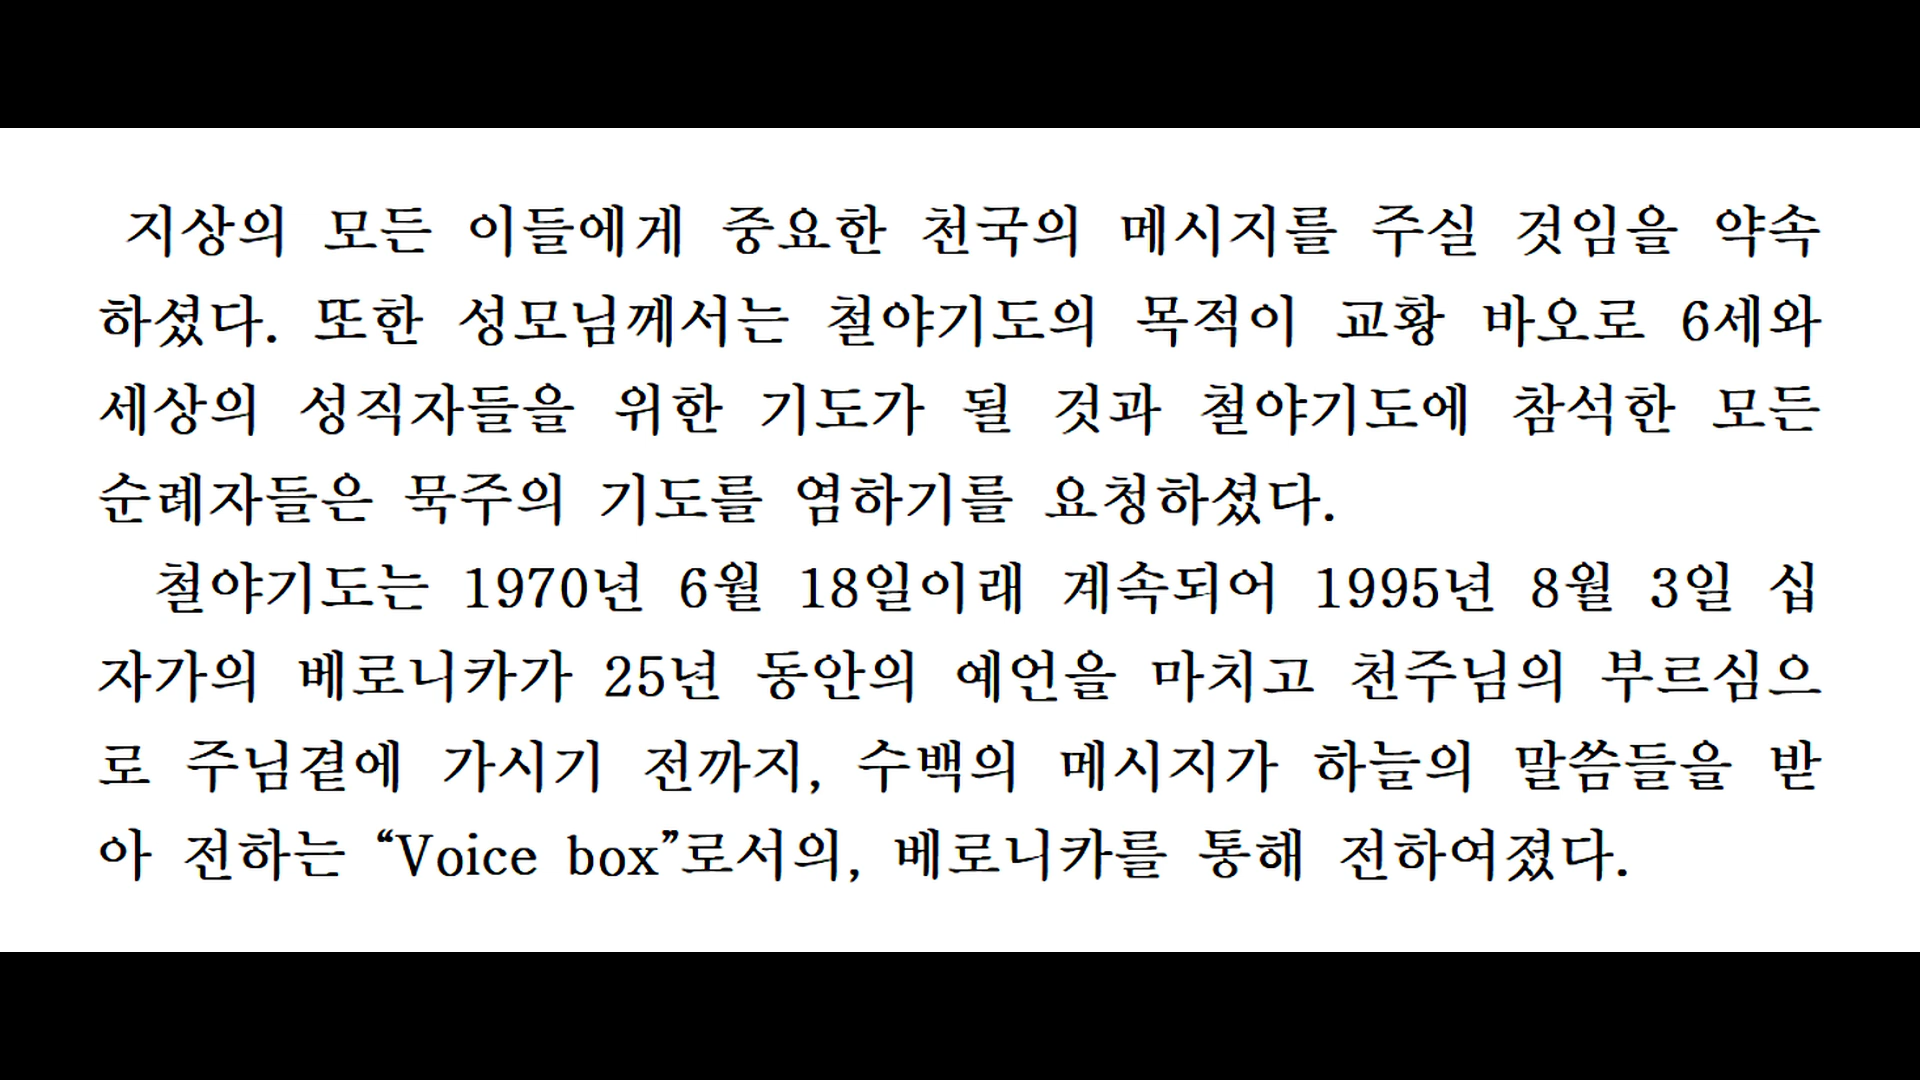 지상의 모든 이들에게 중요한 천국의 메시지를 주실 것임을 약속
하셨다. 또한 성모님께서는 철야기도의 목적이 교황 바오로 6세와
세상의 성직자들을 위한 기도가 될 것과 철야기도에 참석한 모든
순례자들은 묵주의 기도를 염하기를 요청하셨다.
철야기도는 1970년 6월 18일이래 계속되어 1995년 8월 3일 십
자가의 베로니카가 25년 동안의 예언을 마치고 천주님의 부르심으
로 주님곁에 가시기 전까지, 수백의 메시지가 하늘의 말씀들을 받
아 전하는 “Voice box”로서의, 베로니카를 통해 전하여졌다.